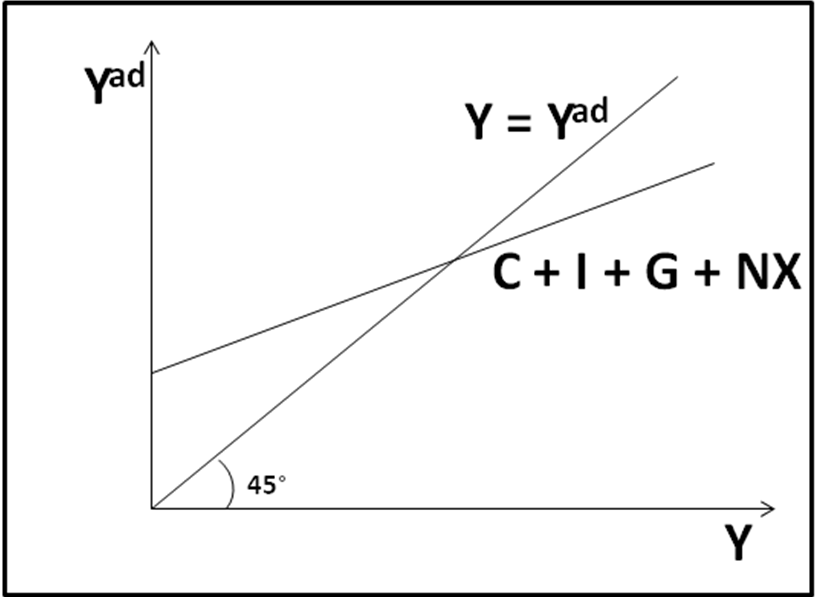 Yᵃᵈ
Y = Yᵃᵈ
C + I + G + NX
45°
Y